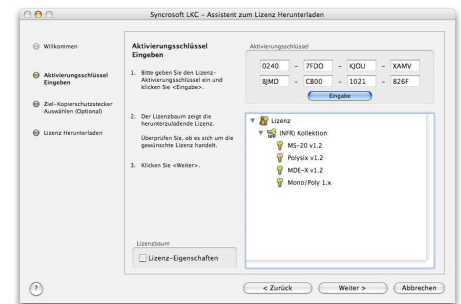 Syncrosoft LKC – Assistent zum Lizenz Herunterladen
Willkommen
Aktivierungsschlüssel
Eingeben
Ziel-Kopierschutzstecker
Auswählen (Optional)
Lizenz Herunterladen
Aktivierungsschlüssel
Eingeben
1. Bitte geben Sie den Lizenz-
Aktivierungsschlüssel ein und
klicken Sie <Eingabe>.
2. Der Lizenzbaum zeigt die
herunterzuladende Lizenz.
Überprüfen Sie, ob es sich um die
gewünschte Lizenz handelt.
3. Klicken Sie <Weiter>.
Lizenzbaum
Lizenz-Eigenschaften
Aktivierungsschlüssel
0240 – 7FDO – KJOU – XAMV
BJMD – CB00 – 1021 – 826F
Eingabe
Lizenz
NFR (NFR) Kollektion
MS-20 v1.2
Polysix v1.2
MDE-X v1.2
Mono/Poly 1.x
? < Zurück Weiter > Abbrechen